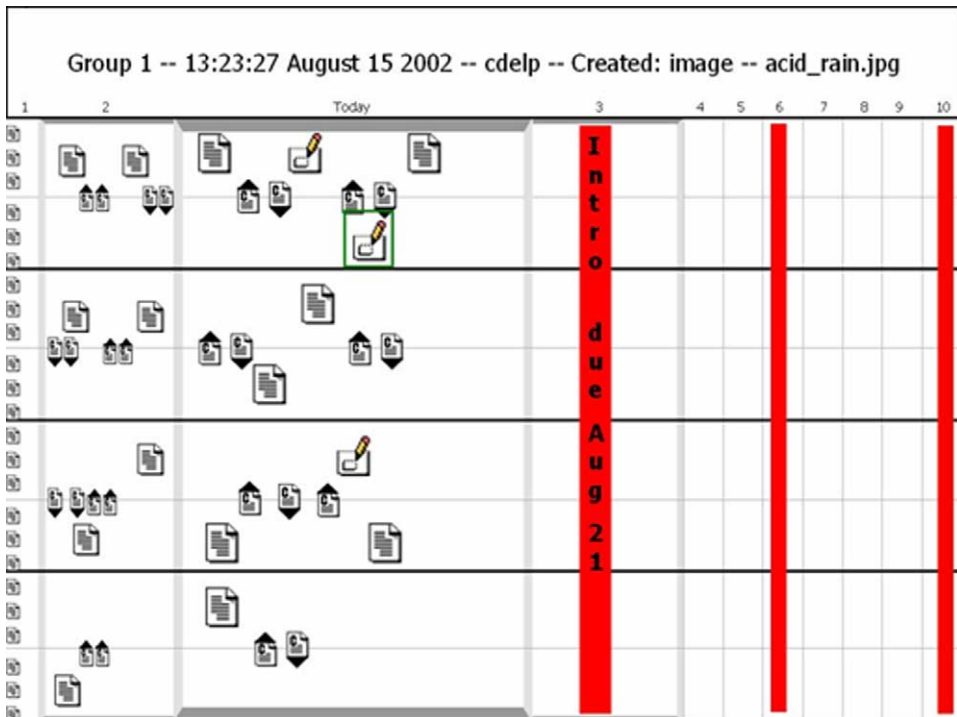 Group 1 -- 13:23:27 August 15 2002 -- cdelp -- Created: image -- acid_rain.jpg
1 2 Today 3 4 5 6 7 8 9 10
Intro due Aug 21